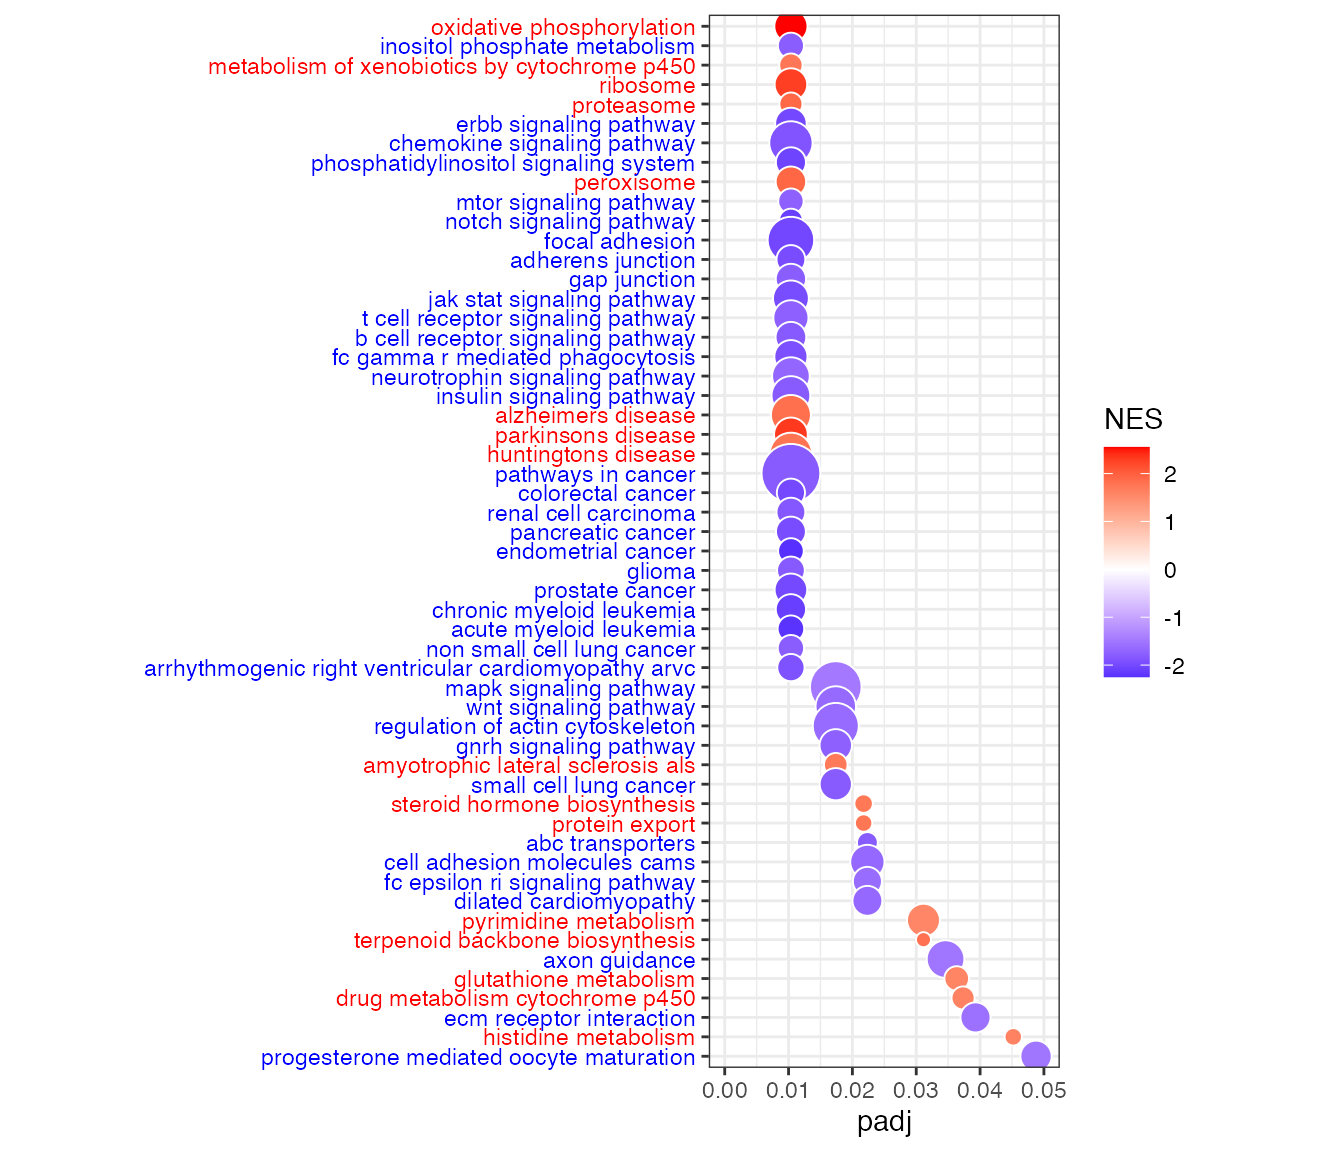 oxidative phosphorylation
inositol phosphate metabolism
metabolism of xenobiotics by cytochrome p450
ribosome
proteasome
erbb signaling pathway
chemokine signaling pathway
phosphatidylinositol signaling system
peroxisome
mtor signaling pathway
notch signaling pathway
focal adhesion
adherens junction
gap junction
jak stat signaling pathway
t cell receptor signaling pathway
b cell receptor signaling pathway
fc gamma r mediated phagocytosis
neurotrophin signaling pathway
insulin signaling pathway
alzheimers disease
parkinsons disease
huntingtons disease
pathways in cancer
colorectal cancer
renal cell carcinoma
pancreatic cancer
endometrial cancer
glioma
prostate cancer
chronic myeloid leukemia
acute myeloid leukemia
non small cell lung cancer
arrhythmogenic right ventricular cardiomyopathy arvc
mapk signaling pathway
wnt signaling pathway
regulation of actin cytoskeleton
gnrh signaling pathway
amyotrophic lateral sclerosis als
small cell lung cancer
steroid hormone biosynthesis
protein export
abc transporters
cell adhesion molecules cams
fc epsilon ri signaling pathway
dilated cardiomyopathy
pyrimidine metabolism
terpenoid backbone biosynthesis
axon guidance
glutathione metabolism
drug metabolism cytochrome p450
ecm receptor interaction
histidine metabolism
progesterone mediated oocyte maturation
0.00 0.01 0.02 0.03 0.04 0.05
padj
NES
2
1
0
-1
-2